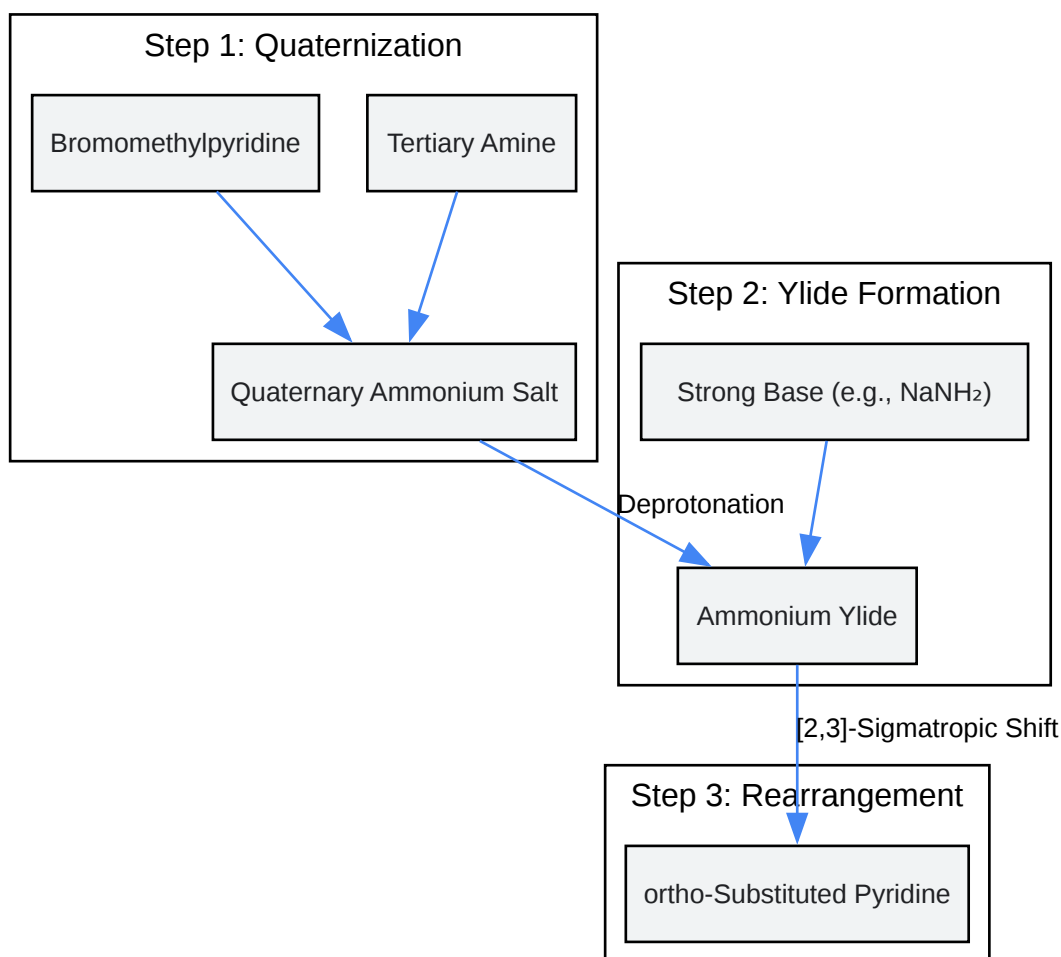 Step 1: Quaternization
Bromomethylpyridine
Tertiary Amine
Quaternary Ammonium Salt
Step 2: Ylide Formation
Strong Base (e.g., NaNH₂)
Deprotonation
Ammonium Ylide
[2,3]-Sigmatropic Shift
Step 3: Rearrangement
ortho-Substituted Pyridine